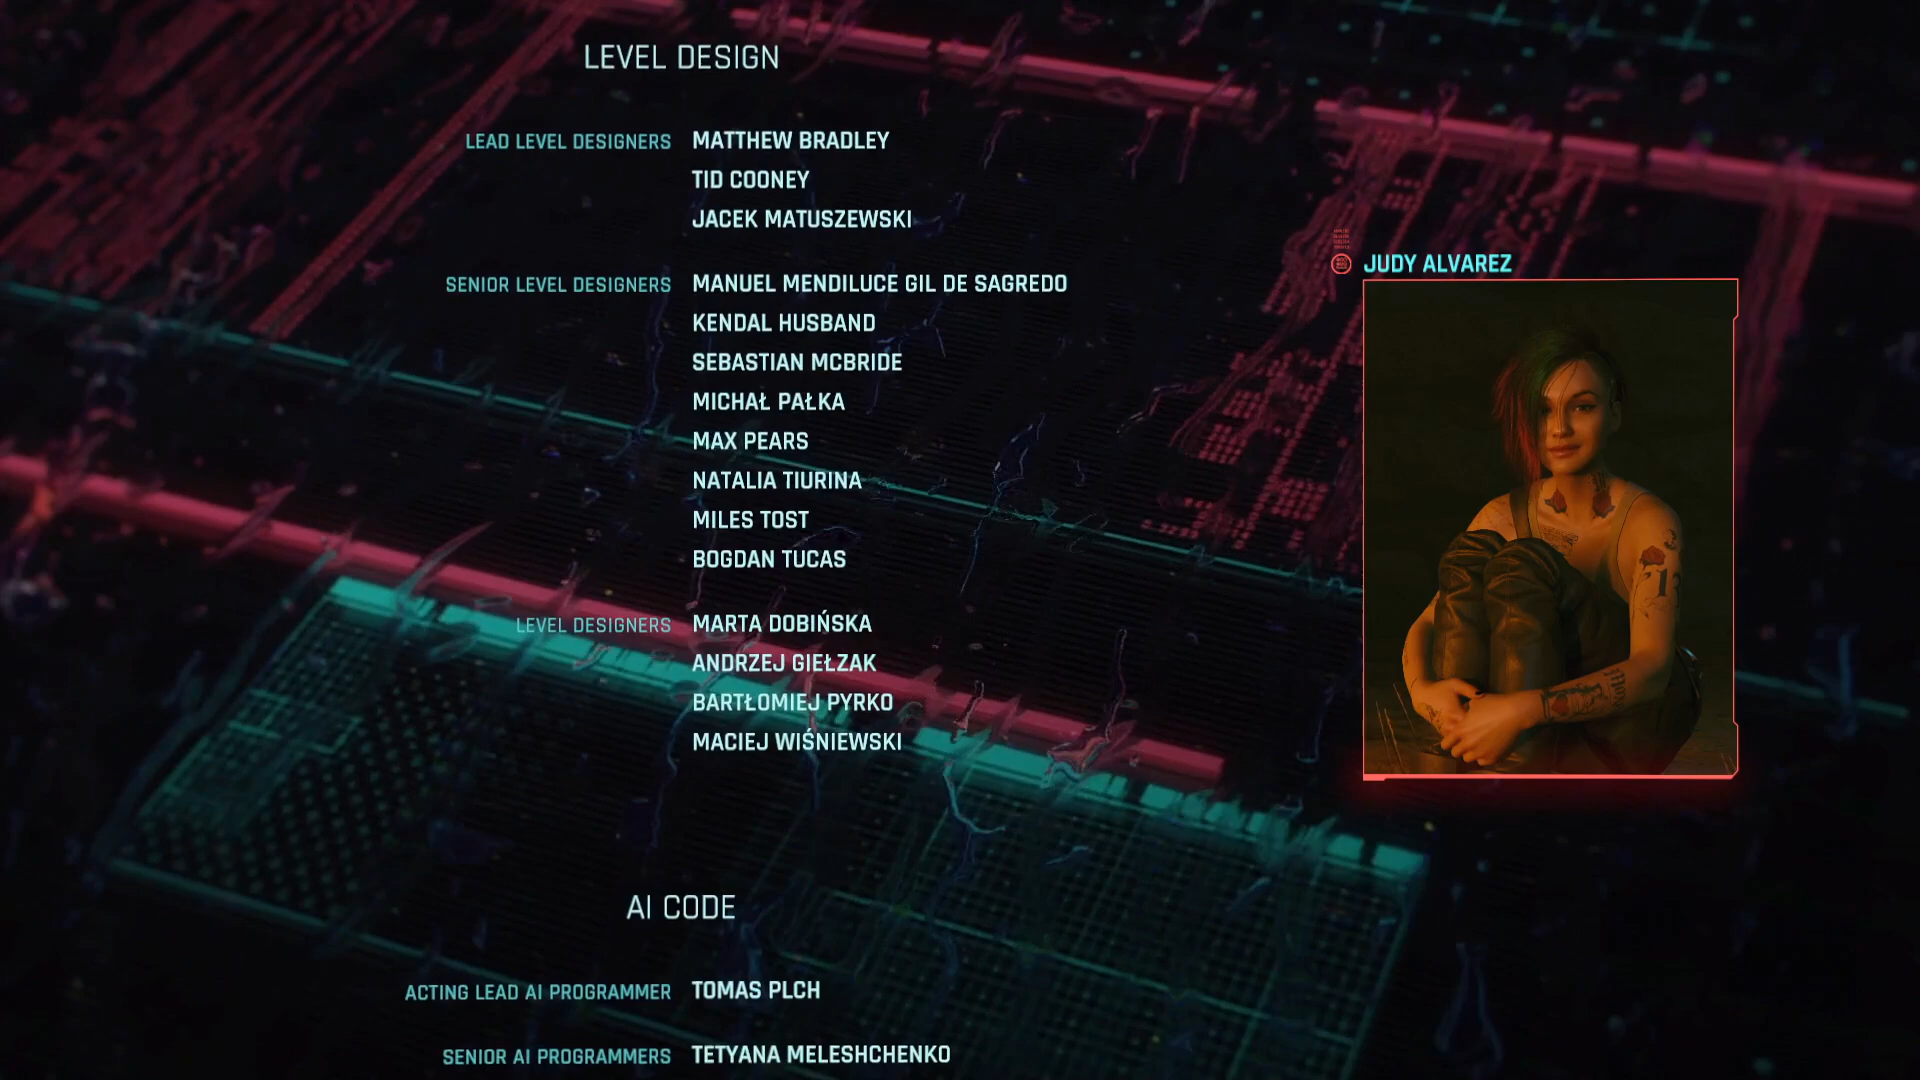 LEVEL DESIGN
LEAD LEVEL DESIGNERS MATTHEW BRADLEY
TID COONEY
JACEK MATUSZEWSKI
SENIOR LEVEL DESIGNERS MANUEL MENDILUCE GIL DE SAGREDO
KENDAL HUSBAND
SEBASTIAN MCBRIDE
MICHAŁ PAŁKA
MAX PEARS
NATALIA TIURINA
MILES TOST
BOGDAN TUCAS
LEVEL DESIGNERS MARTA DOBIŃSKA
ANDRZEJ GIEŁZAK
BARTŁOMIEJ PYRKO
MACIEJ WIŚNIEWSKI
AI CODE
ACTING LEAD AI PROGRAMMER TOMAS PLCH
SENIOR AI PROGRAMMERS TETYANA MELESHCHENKO
JUDY ALVAREZ
13